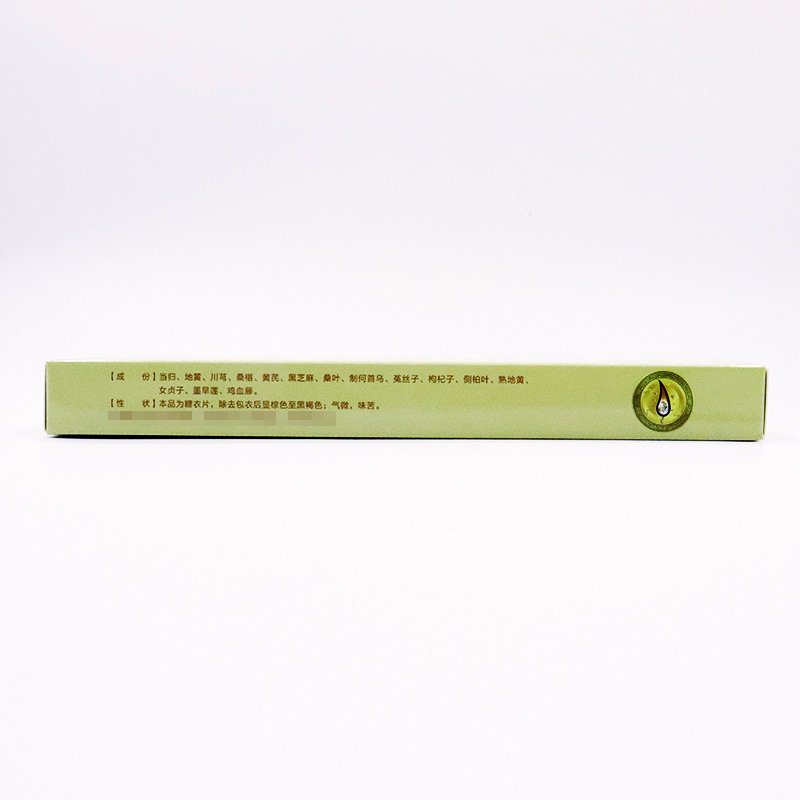 【成　份】当归、地黄、川芎、桑椹、黄芪、黑芝麻、桑叶、制何首乌、菟丝子、枸杞子、侧柏叶、熟地黄、
女贞子、墨旱莲、鸡血藤。
【性　状】本品为糖衣片，除去包衣后显棕色至黑褐色；气微，味苦。